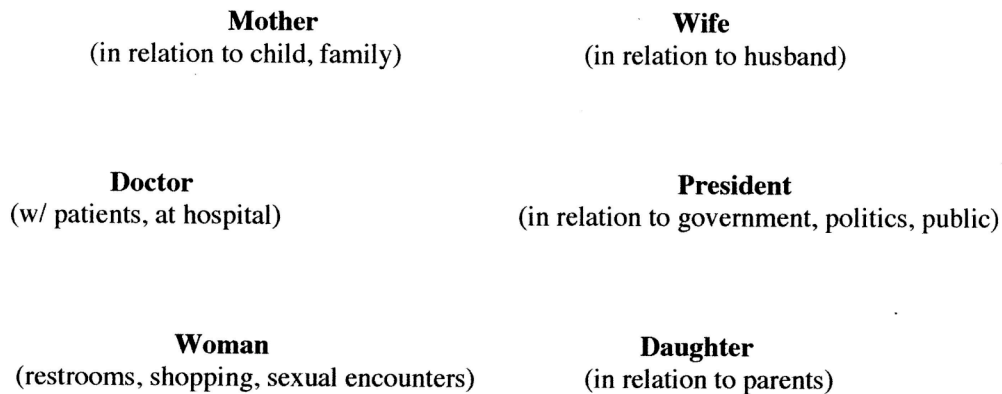 Mother
(in relation to child, family)
Wife
(in relation to husband)
Doctor
(w/ patients, at hospital)
President
(in relation to government, politics, public)
Woman
(restrooms, shopping, sexual encounters)
Daughter
(in relation to parents)